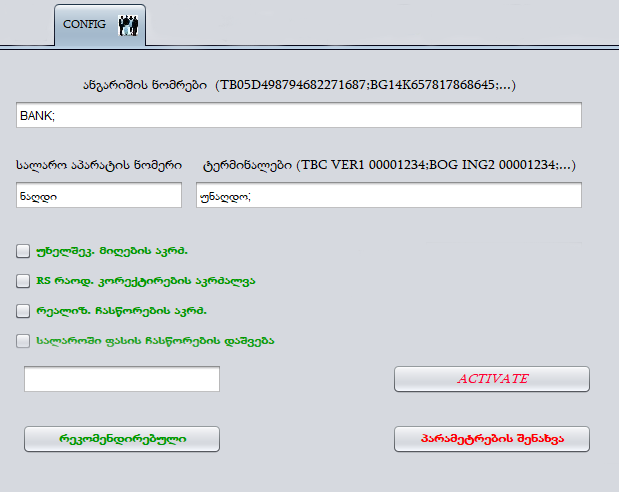 CONFIG
ანგარიშის ნომრები (TB05D498794682271687;BG14K657817868645;...)
BANK;
სალარო აპარატის ნომერი ტერმინალები (TBC VER1 00001234;BOG ING2 00001234;...)
ნაღდი უნაღდო;
უხელშეკ. მიღების აკრძ.
RS რაოდ. კორექტირების აკრძალვა
რეალიზ. ჩასწორების აკრძ.
სალაროში ფასის ჩასწორების დაშვება
ACTIVATE
რეკომენდირებული პარამეტრების შენახვა